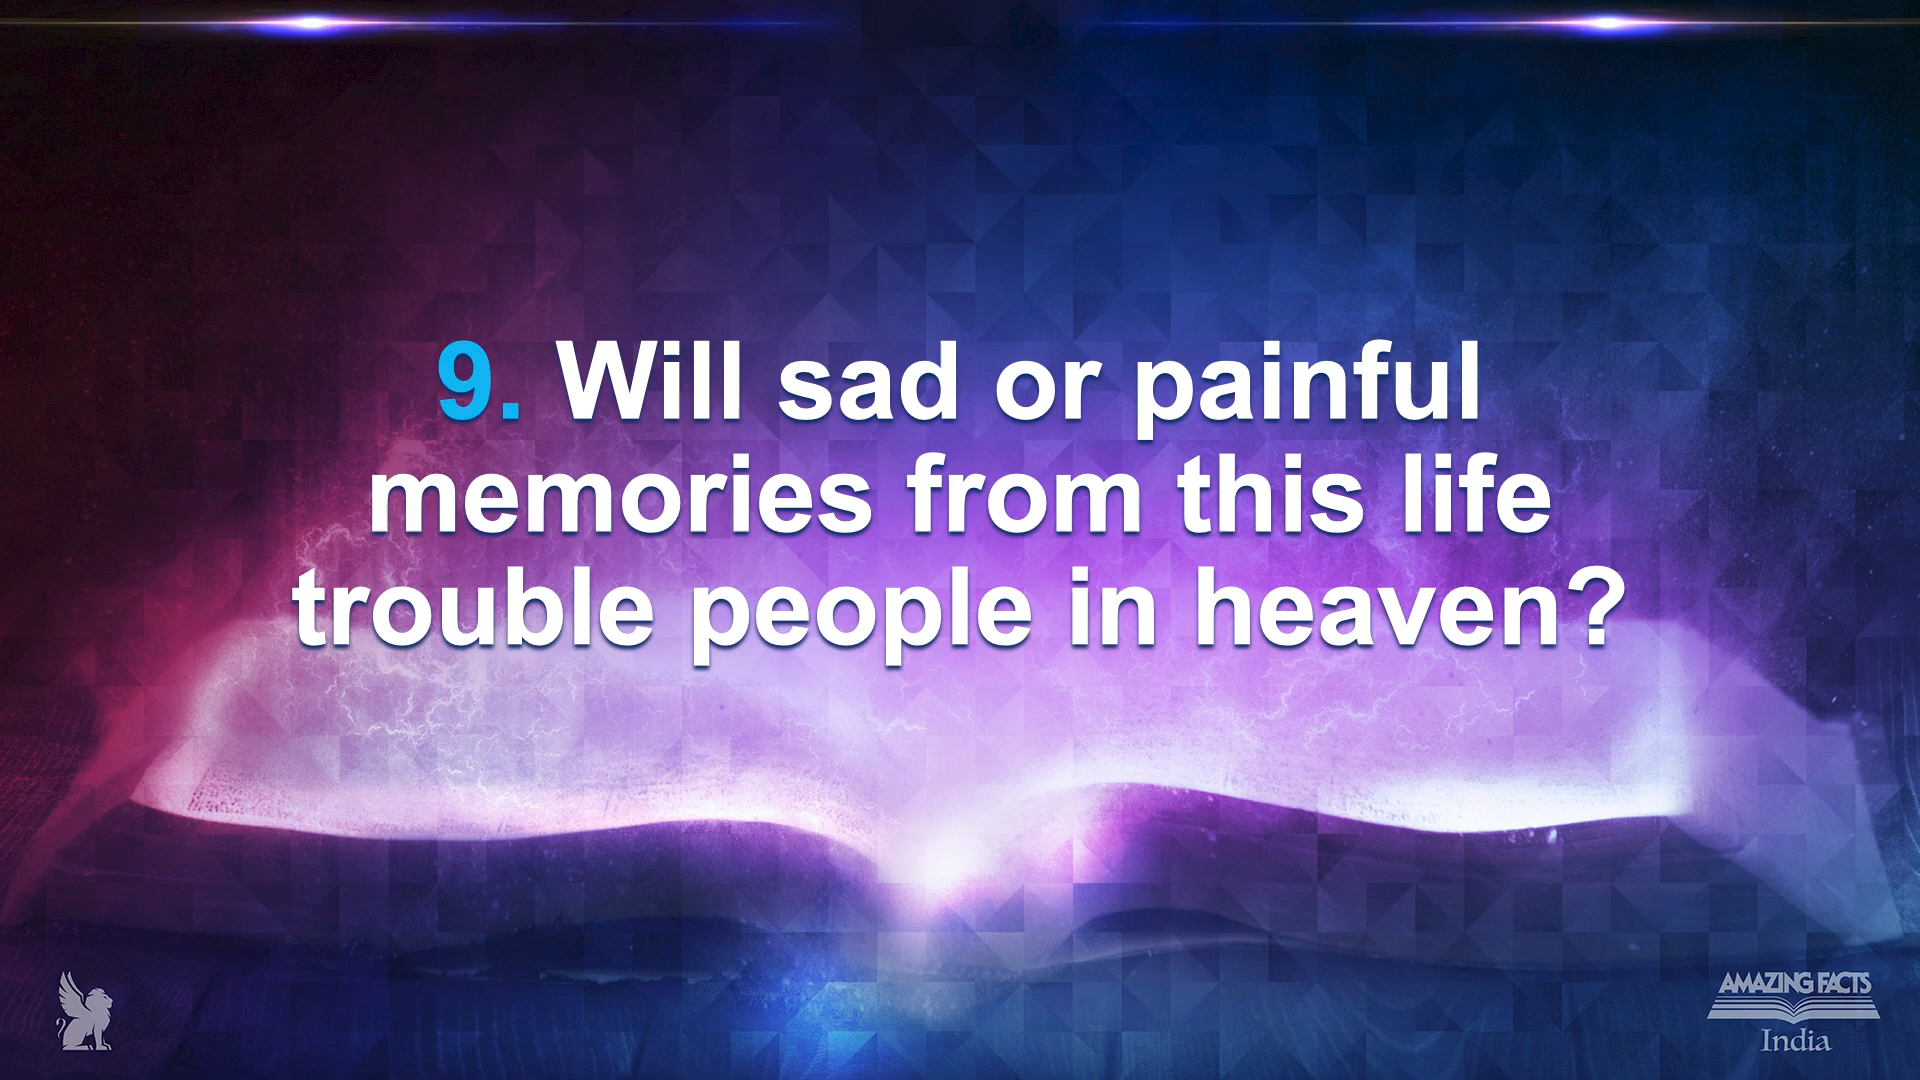 9. Will sad or painful
memories from this life
trouble people in heaven?
AMAZING FACTS
India